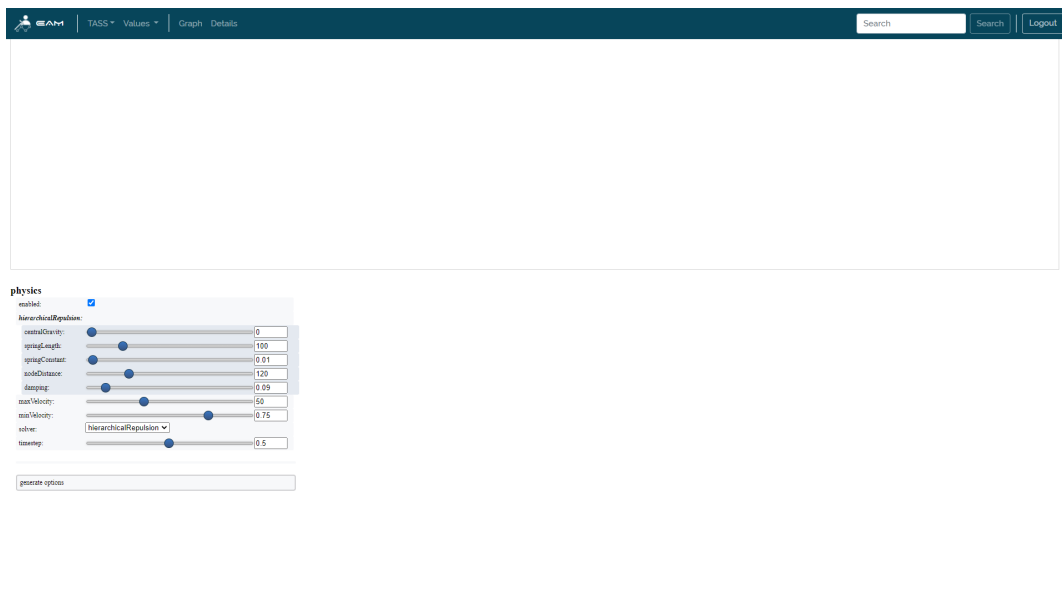 EAM TASS Values Graph Details Search Search Logout
physics
enabled:
hierarchicalRepulsion:
centralGravity: 0
springLength: 100
springConstant: 0.01
nodeDistance: 120
damping: 0.09
maxVelocity: 50
minVelocity: 0.75
solver: hierarchicalRepulsion
timestep: 0.5
generate options